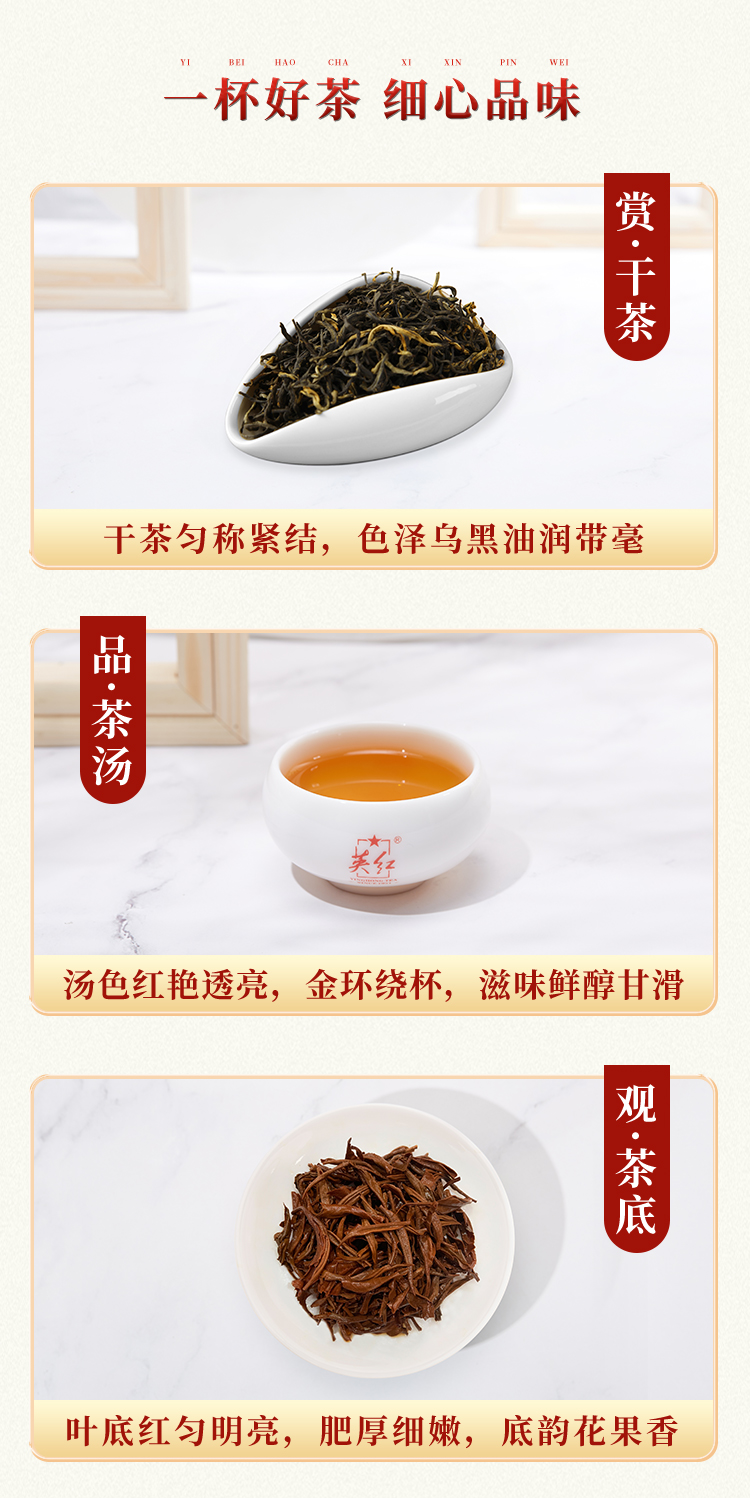 YI BEI HAO CHA XI XIN PIN WEI
一杯好茶 细心品味
赏·干茶
干茶匀称紧结，色泽乌黑油润带毫
品·茶汤
英红®
汤色红艳透亮，金环绕杯，滋味鲜醇甘滑
观·茶底
叶底红匀明亮，肥厚细嫩，底韵花果香